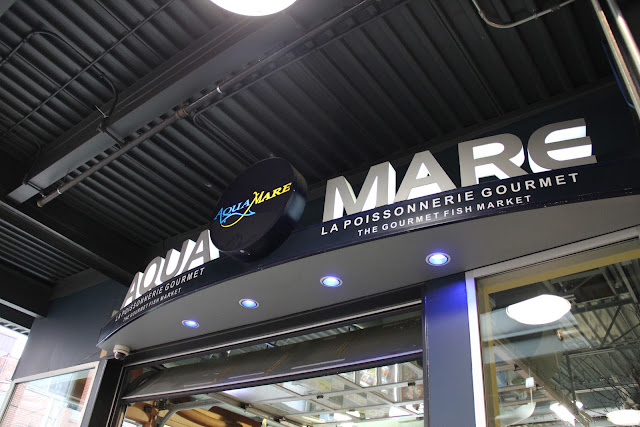 AQUA
LA POISSONNERIE GOURMET
THE GOURMET FISH MARKET
AQUAMARE
MARE
LA POISSONNERIE GOURMET
THE GOURMET FISH MARKET